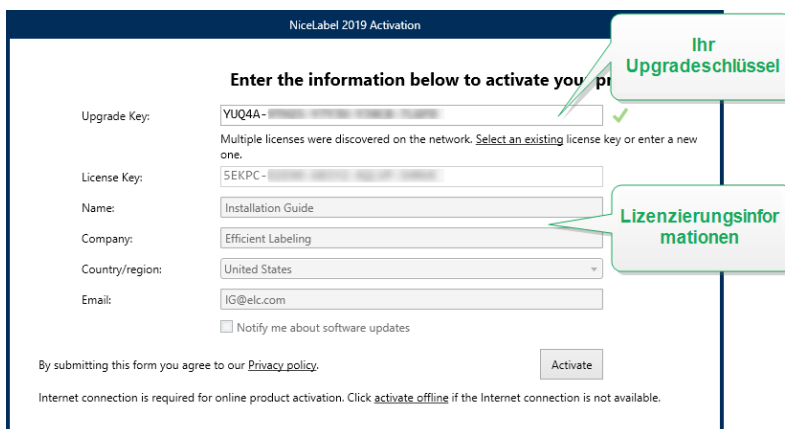 NiceLabel 2019 Activation
Ihr
Upgradeschlüssel
Enter the information below to activate your pr
Upgrade Key:
YUQ4A-
Multiple licenses were discovered on the network. Select an existing license key or enter a new
one.
License Key:
5EKPC-
Name:
Installation Guide
Lizenzierungsinfor
mationen
Company:
Efficient Labeling
Country/region:
United States
Email:
IG@elc.com
Notify me about software updates
By submitting this form you agree to our Privacy policy.
Activate
Internet connection is required for online product activation. Click activate offline if the Internet connection is not available.